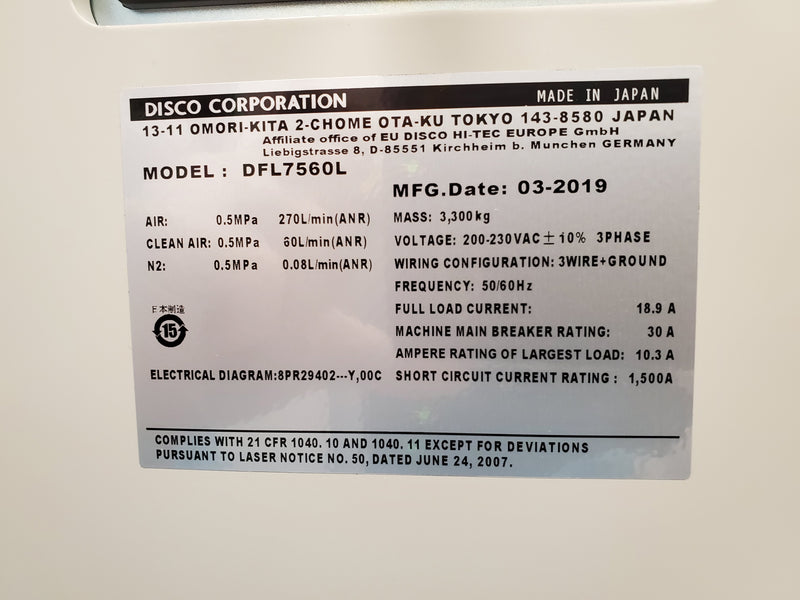 DISCO CORPORATION MADE IN JAPAN
13-11 OMORI-KITA 2-CHOME OTA-KU TOKYO 143-8580 JAPAN
Affiliate office of EU DISCO HI-TEC EUROPE GmbH
Liebigstrasse 8, D-85551 Kirchheim b. Munchen GERMANY
MODEL : DFL7560L
MFG.Date: 03-2019
AIR: 0.5MPa 270L/min(ANR)
CLEAN AIR: 0.5MPa 60L/min(ANR)
N2: 0.5MPa 0.08L/min(ANR)
日本制造
15
ELECTRICAL DIAGRAM:8PR29402---Y,00C
MASS: 3,300kg
VOLTAGE: 200-230VAC±10% 3PHASE
WIRING CONFIGURATION: 3WIRE+GROUND
FREQUENCY: 50/60Hz
FULL LOAD CURRENT: 18.9 A
MACHINE MAIN BREAKER RATING: 30 A
AMPERE RATING OF LARGEST LOAD: 10.3 A
SHORT CIRCUIT CURRENT RATING : 1,500A
COMPLIES WITH 21 CFR 1040. 10 AND 1040. 11 EXCEPT FOR DEVIATIONS
PURSUANT TO LASER NOTICE NO. 50, DATED JUNE 24, 2007.